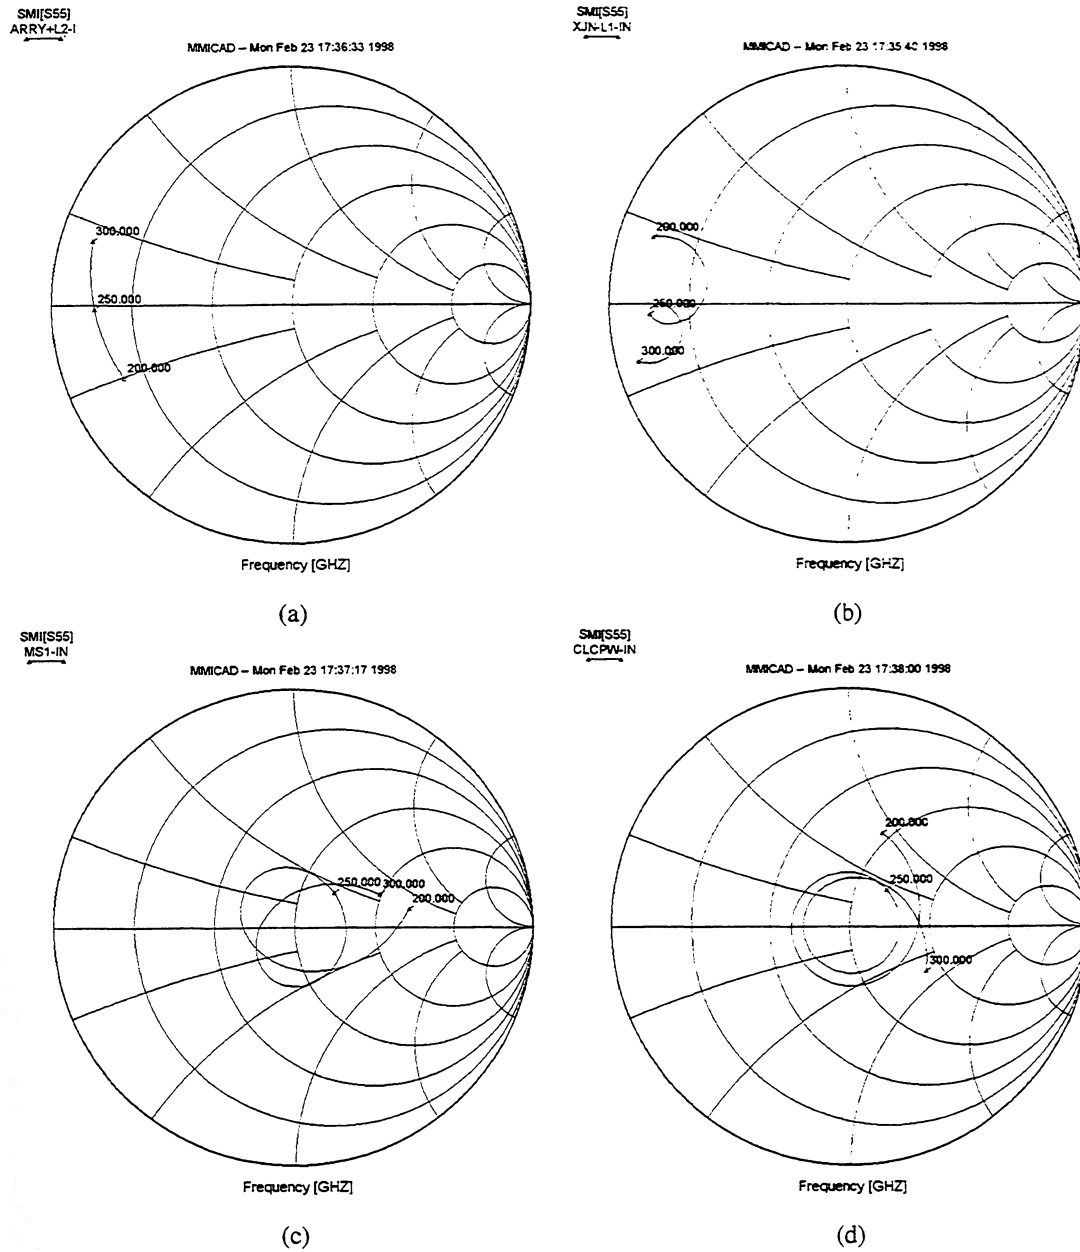 SMI[S55]
ARRY+L2-I
MMICAD – Mon Feb 23 17:36:33 1998
300.000
250.000
200.000
Frequency [GHZ]
(a)
SMI[S55]
XJN-L1-IN
MMICAD – Mon Feb 23 17:35:40 1998
200.000
250.000
300.000
Frequency [GHZ]
(b)
SMI[S55]
MS1-IN
MMICAD – Mon Feb 23 17:37:17 1998
250.000
300.000
200.000
Frequency [GHZ]
(c)
SMI[S55]
CLCPW-IN
MMICAD – Mon Feb 23 17:38:00 1998
200.000
250.000
300.000
Frequency [GHZ]
(d)